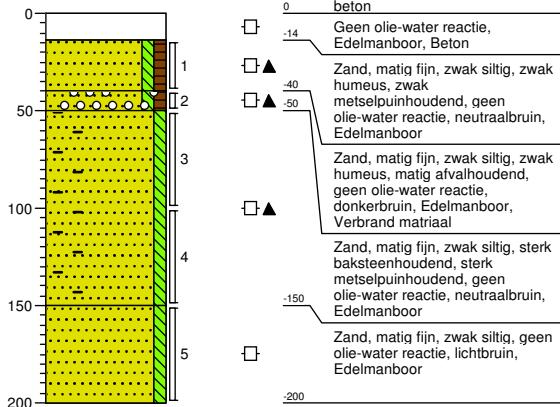 0
50
100
150
200
1
2
3
4
5
0
beton
-14
Geen olie-water reactie,
Edelmanboor, Beton
-40
Zand, matig fijn, zwak siltig, zwak
humeus, zwak
metselpuinhoudend, geen
olie-water reactie, neutraalbruin,
Edelmanboor
-50
Zand, matig fijn, zwak siltig, zwak
humeus, matig afvalhoudend,
geen olie-water reactie,
donkerbruin, Edelmanboor,
Verbrand matriaal
Zand, matig fijn, zwak siltig, sterk
baksteenhoudend, sterk
metselpuinhoudend, geen
olie-water reactie, neutraalbruin,
Edelmanboor
-150
Zand, matig fijn, zwak siltig, geen
olie-water reactie, lichtbruin,
Edelmanboor
-200